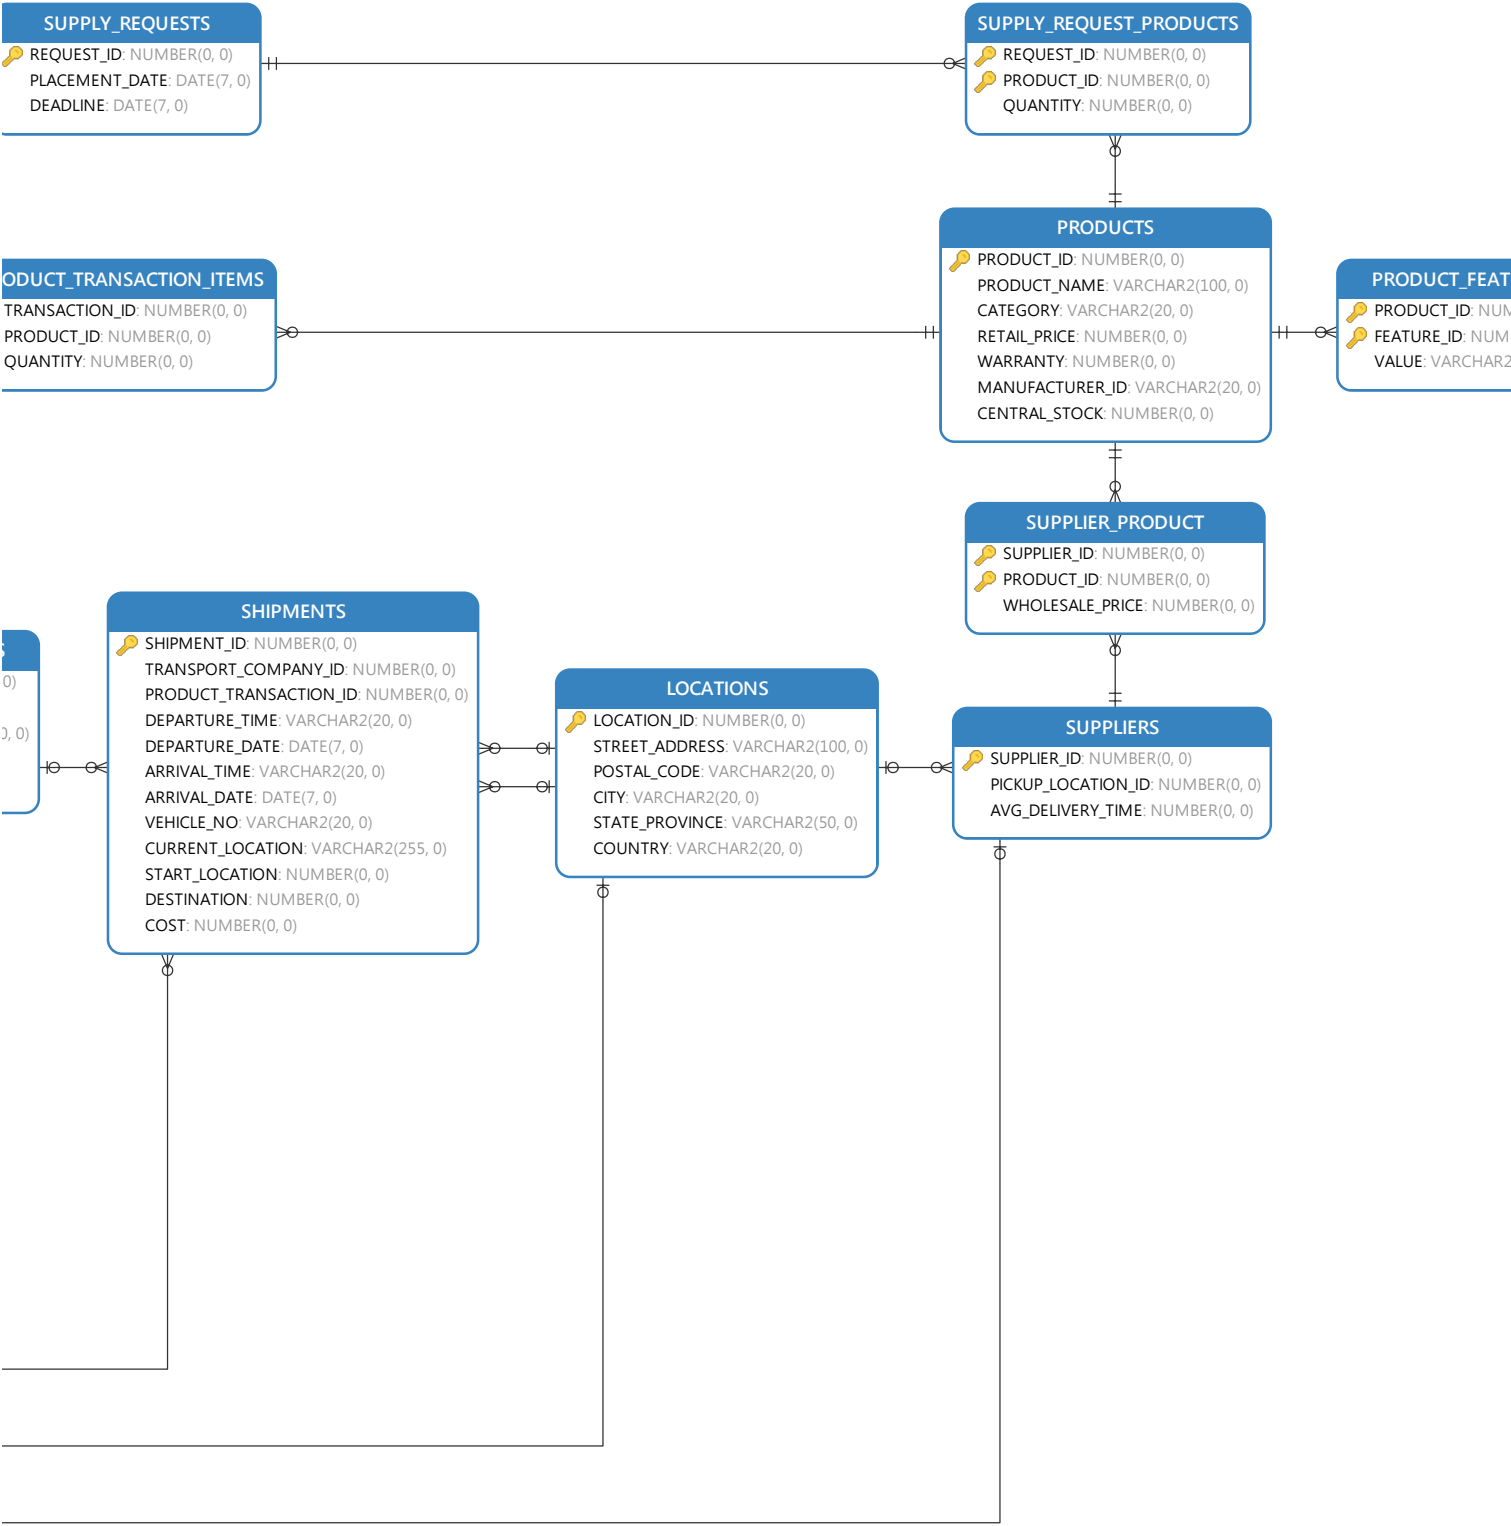 SUPPLY_REQUESTS
REQUEST_ID: NUMBER(0, 0)
PLACEMENT_DATE: DATE(7, 0)
DEADLINE: DATE(7, 0)
SUPPLY_REQUEST_PRODUCTS
REQUEST_ID: NUMBER(0, 0)
PRODUCT_ID: NUMBER(0, 0)
QUANTITY: NUMBER(0, 0)
ODUCT_TRANSACTION_ITEMS
TRANSACTION_ID: NUMBER(0, 0)
PRODUCT_ID: NUMBER(0, 0)
QUANTITY: NUMBER(0, 0)
PRODUCTS
PRODUCT_ID: NUMBER(0, 0)
PRODUCT_NAME: VARCHAR2(100, 0)
CATEGORY: VARCHAR2(20, 0)
RETAIL_PRICE: NUMBER(0, 0)
WARRANTY: NUMBER(0, 0)
MANUFACTURER_ID: VARCHAR2(20, 0)
CENTRAL_STOCK: NUMBER(0, 0)
PRODUCT_FEAT
PRODUCT_ID: NUM
FEATURE_ID: NUM
VALUE: VARCHAR2
SUPPLIER_PRODUCT
SUPPLIER_ID: NUMBER(0, 0)
PRODUCT_ID: NUMBER(0, 0)
WHOLESALE_PRICE: NUMBER(0, 0)
S
0)
0, 0)
SHIPMENTS
SHIPMENT_ID: NUMBER(0, 0)
TRANSPORT_COMPANY_ID: NUMBER(0, 0)
PRODUCT_TRANSACTION_ID: NUMBER(0, 0)
DEPARTURE_TIME: VARCHAR2(20, 0)
DEPARTURE_DATE: DATE(7, 0)
ARRIVAL_TIME: VARCHAR2(20, 0)
ARRIVAL_DATE: DATE(7, 0)
VEHICLE_NO: VARCHAR2(20, 0)
CURRENT_LOCATION: VARCHAR2(255, 0)
START_LOCATION: NUMBER(0, 0)
DESTINATION: NUMBER(0, 0)
COST: NUMBER(0, 0)
LOCATIONS
LOCATION_ID: NUMBER(0, 0)
STREET_ADDRESS: VARCHAR2(100, 0)
POSTAL_CODE: VARCHAR2(20, 0)
CITY: VARCHAR2(20, 0)
STATE_PROVINCE: VARCHAR2(50, 0)
COUNTRY: VARCHAR2(20, 0)
SUPPLIERS
SUPPLIER_ID: NUMBER(0, 0)
PICKUP_LOCATION_ID: NUMBER(0, 0)
AVG_DELIVERY_TIME: NUMBER(0, 0)